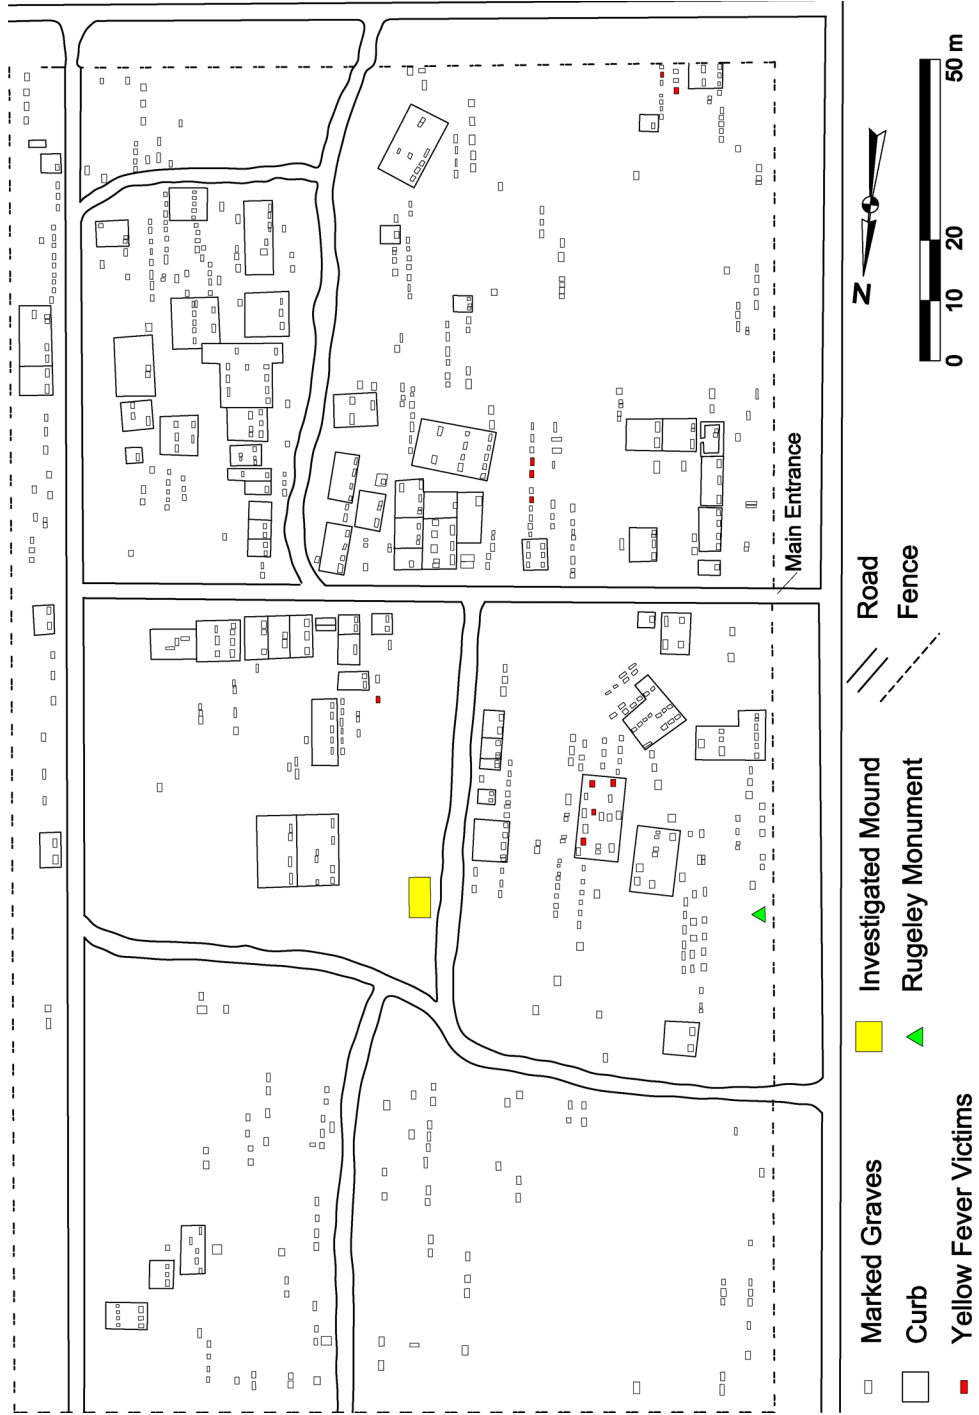 Main Entrance
N
0 10 20 50 m
Marked Graves
Curb
Yellow Fever Victims
Investigated Mound
Rugeley Monument
Road
Fence